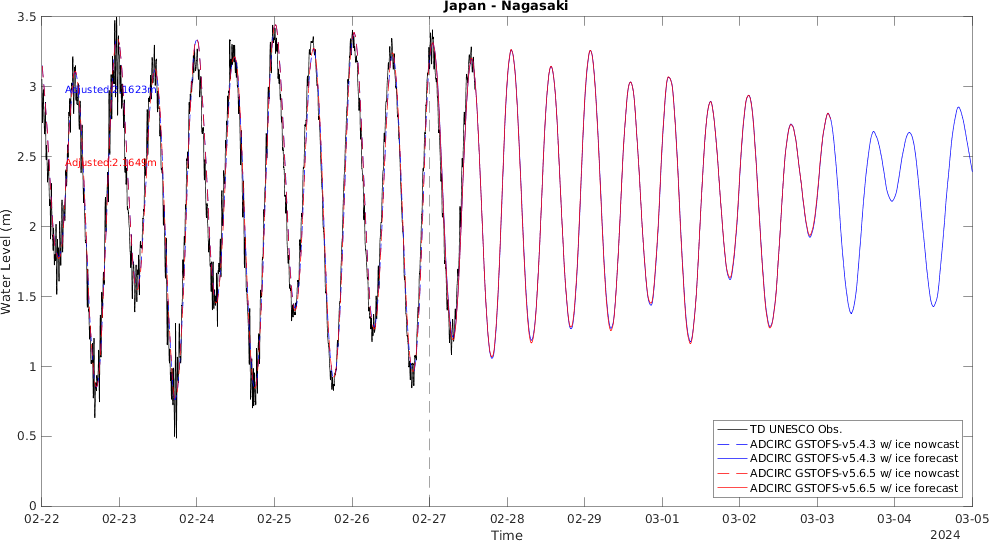 Japan - Nagasaki
3.5
3
2.5
2
1.5
1
0.5
0
Water Level (m)
Adjusted:2.1623m
Adjusted:2.1649m
TD UNESCO Obs.
ADCIRC GSTOFS-v5.4.3 w/ ice nowcast
ADCIRC GSTOFS-v5.4.3 w/ ice forecast
ADCIRC GSTOFS-v5.6.5 w/ ice nowcast
ADCIRC GSTOFS-v5.6.5 w/ ice forecast
02-22 02-23 02-24 02-25 02-26 02-27 02-28 02-29 03-01 03-02 03-03 03-04 03-05
Time
2024